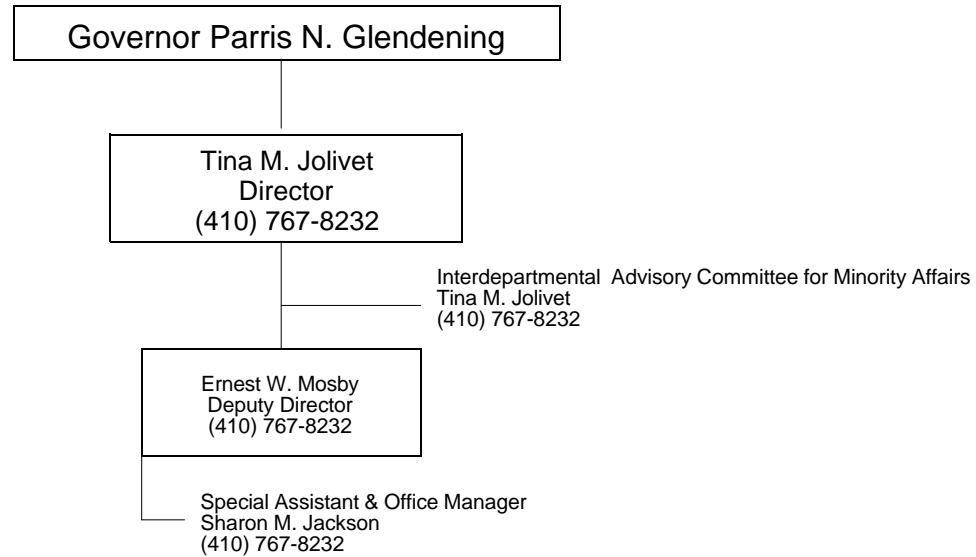 Governor Parris N. Glendening
Tina M. Jolivet
Director
(410) 767-8232
Interdepartmental Advisory Committee for Minority Affairs
Tina M. Jolivet
(410) 767-8232
Ernest W. Mosby
Deputy Director
(410) 767-8232
Special Assistant & Office Manager
Sharon M. Jackson
(410) 767-8232